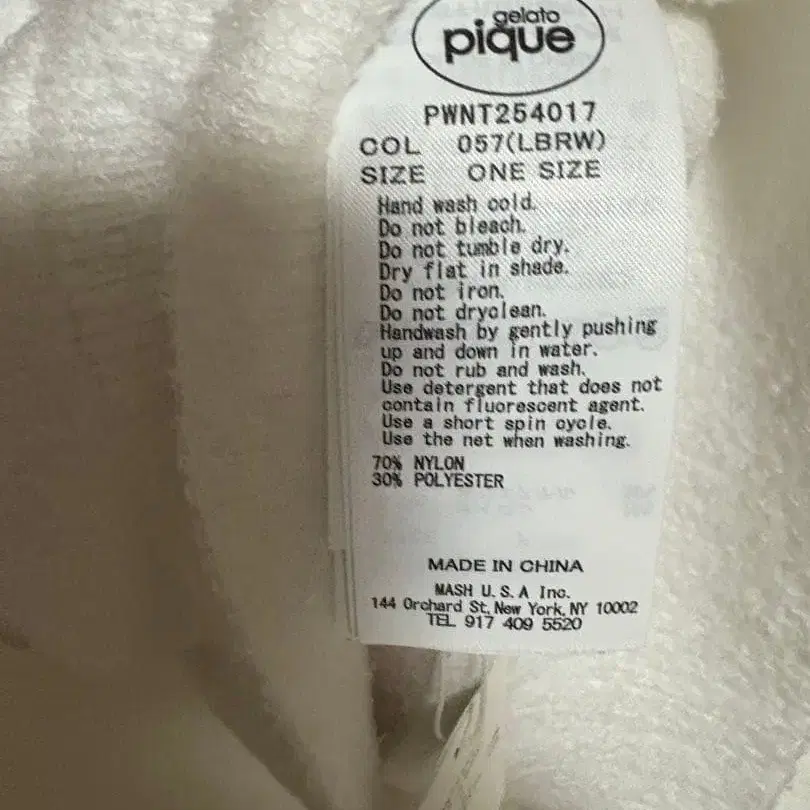 gelato
pique
PWNT254017
COL 057(LBRW)
SIZE ONE SIZE
Hand wash cold.
Do not bleach.
Do not tumble dry.
Dry flat in shade.
Do not iron.
Do not dryclean.
Handwash by gently pushing
up and down in water.
Do not rub and wash.
Use detergent that does not
contain fluorescent agent.
Use a short spin cycle.
Use the net when washing.
70% NYLON
30% POLYESTER
MADE IN CHINA
MASH U.S.A Inc.
144 Orchard St, New York, NY 10002
TEL 917 409 5520